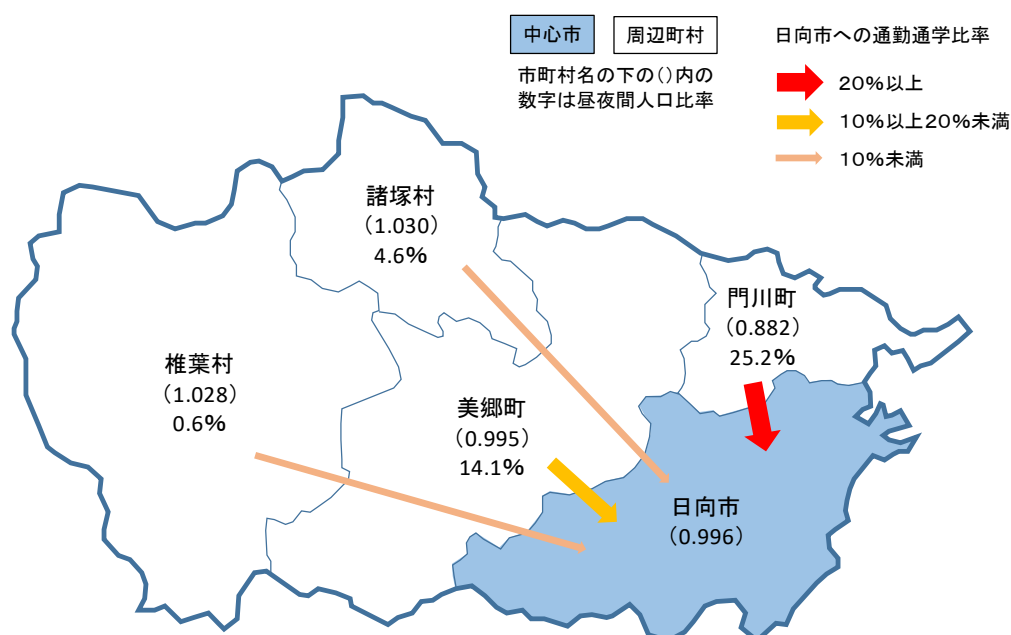 中心市
周辺町村
市町村名の下の()内の
数字は昼夜間人口比率
日向市への通勤通学比率
20%以上
10%以上20%未満
10%未満
諸塚村
(1.030)
4.6%
門川町
(0.882)
25.2%
椎葉村
(1.028)
0.6%
美郷町
(0.995)
14.1%
日向市
(0.996)